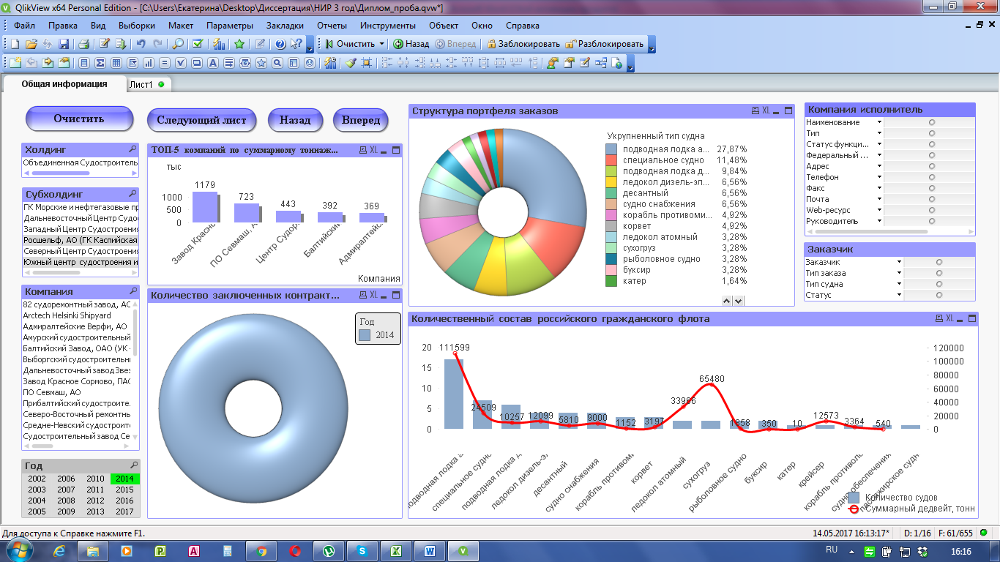 QlikView x64 Personal Edition - [C:\Users\Екатерина\Desktop\Диссертация\НИР 3 год\Диплом_проба.qvw*]
Файл Правка Вид Выборки Макет Параметры Закладки Отчеты Инструменты Объект Окно Справка
Очистить Назад Вперед Заблокировать Разблокировать
Общая информация Лист1
Очистить Следующий лист Назад Вперед
Холдинг
Объединенная Судостроитель
Субхолдинг
ГК Морские и нефтегазовые пр
Дальневосточный Центр Судо
Западный Центр Судостроения
Росшельф, АО (ГК Каспийская
Северный Центр Судостроения
Южный центр судостроения и
Компания
82 судоремонтный завод, АО
Arctech Helsinki Shipyard
Адмиралтейские Верфи, АО
Амурский судостроительный
Балтийский Завод, ОАО (УК -
Выборгский судостроительны
Дальневосточный завод Звез
Завод Красное Сормово, ПАО
ПО Севмаш, АО
Прибалтийский судостроите.
Северо-Восточный ремонтны
Средне-Невский судостроите
Судостроительный завод Се
Год
2002 2006 2010 2014
2003 2007 2011 2015
2004 2008 2012 2016
2005 2009 2013 2017
ТОП-5 компаний по суммарному тоннаж...
XL
тыс
1000
500
0
1179 723 443 392 369
Завод Красно
ПО Севмаш, А
Центр Судор
Балтийский
Адмиралтейс
Компания
Количество заключенных контракт...
XL
Год
2014
Структура портфеля заказов
XL
Укрупненный тип судна
подводная лодка а... 27,87%
специальное судно 11,48%
подводная лодка д... 9,84%
ледокол дизель-эл... 6,56%
десантный 6,56%
судно снабжения 6,56%
корабль противоми... 4,92%
корвет 4,92%
ледокол атомный 3,28%
сухогруз 3,28%
рыболовное судно 3,28%
буксир 3,28%
катер 1,64%
Компания исполнитель
Наименование
Тип
Статус функци...
Федеральный ...
Адрес
Телефон
Факс
Почта
Web-ресурс
Руководитель
Заказчик
Заказчик
Тип заказа
Тип судна
Статус
Количественный состав российского гражданского флота
XL
20
15
10
5
0
111599 24509 10257 12099 5810 9000 1152 3197 33966 65480 1858 350 10 12573 3364 540
120000
100000
80000
60000
40000
20000
0
подводная лодка а
специальное судно
подводная лодка д
ледокол дизель-э
десантный
судно снабжения
корабль противом
корвет
ледокол атомный
сухогруз
рыболовное судно
буксир
катер
крейсер
корабль противоло
судно обеспечения
пассажирское судн
Количество судов
Суммарный дедвейт, тонн
Для доступа к Справке нажмите F1.
14.05.2017 16:13:17* D: 1/16 F: 61/655
RU 16:16